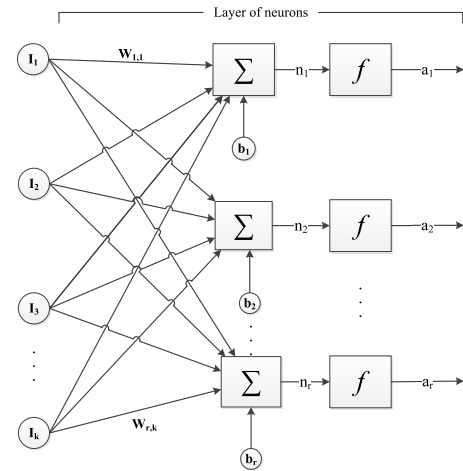 Layer of neurons
I1 W1,1 Σ n1 f a1
b1
I2
Σ n2 f a2
I3 b2
Σ nr f ar
Ik Wr,k
br